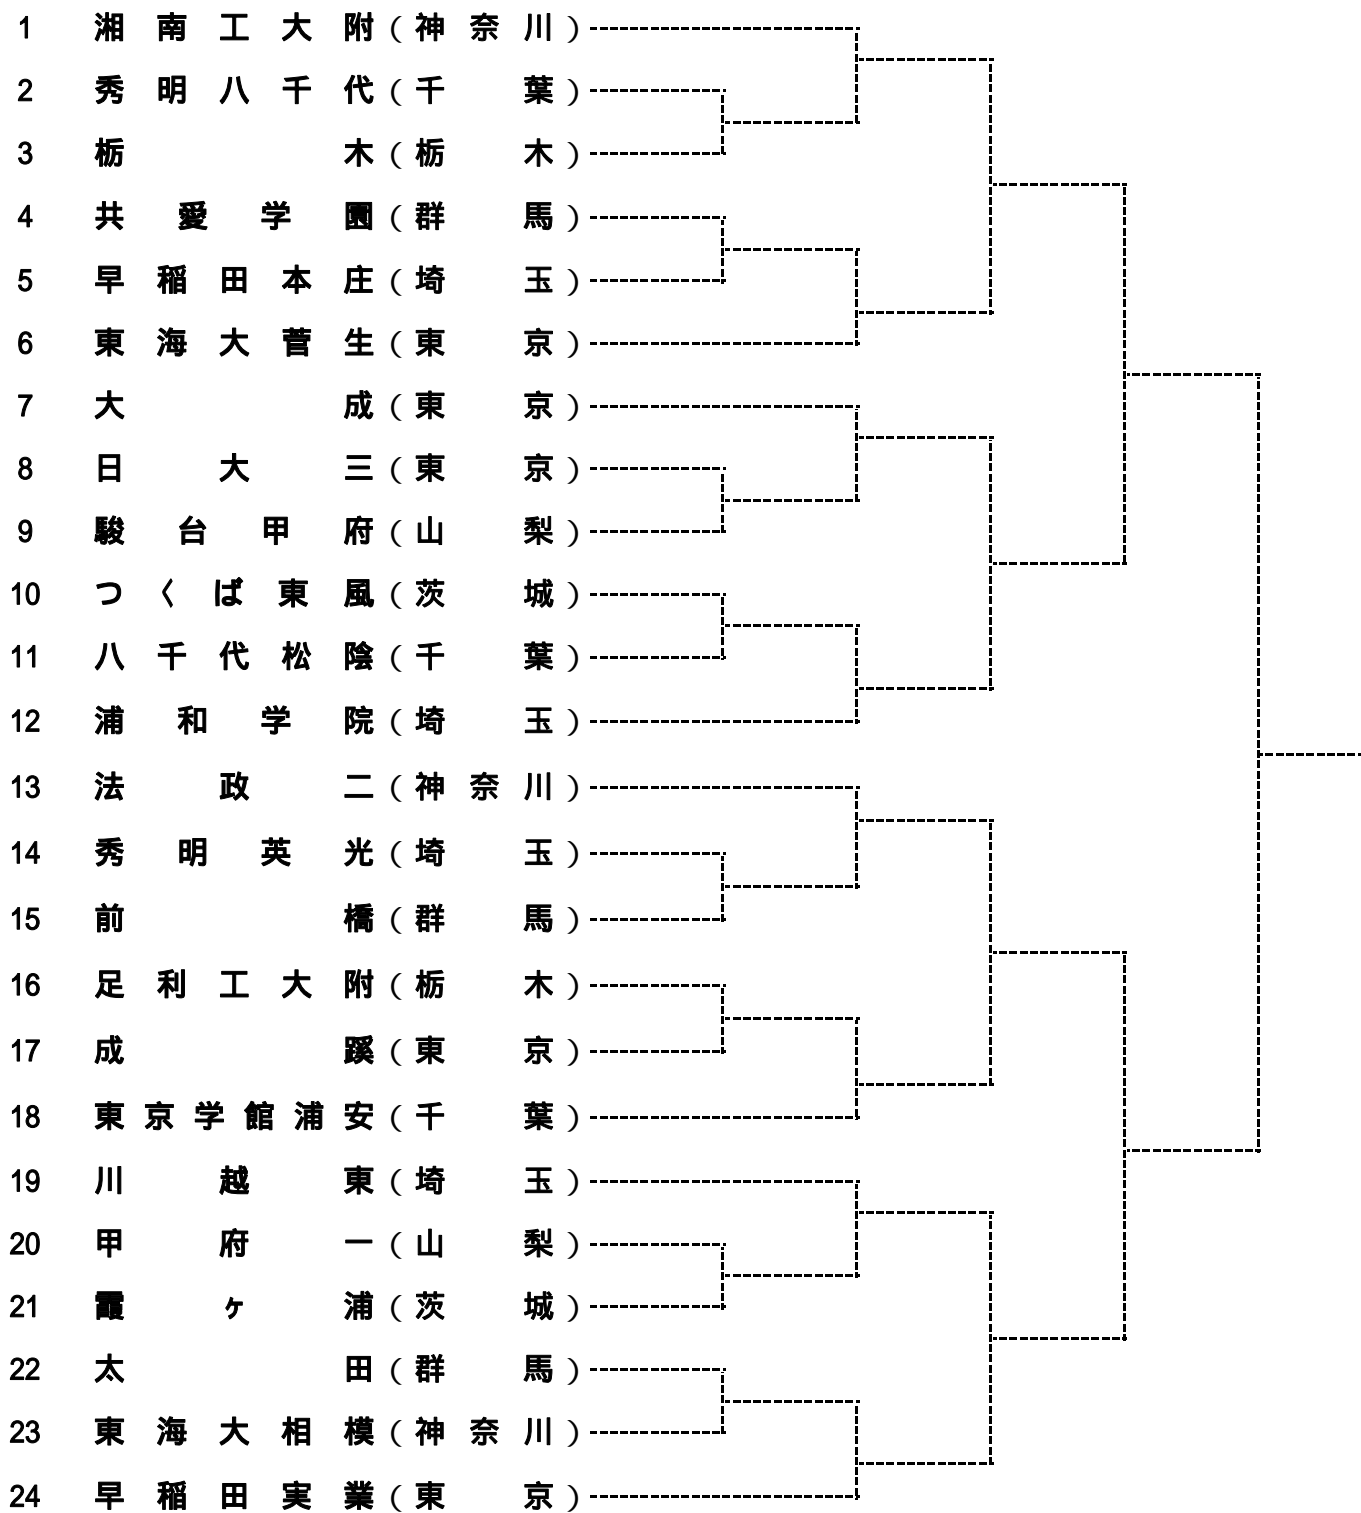 1 湘南工大附(神奈川)
2 秀明八千代(千葉)
3 栃木(栃木)
4 共愛学園(群馬)
5 早稲田本庄(埼玉)
6 東海大菅生(東京)
7 大成(東京)
8 日大三(東京)
9 駿台甲府(山梨)
10 つくば東風(茨城)
11 八千代松陰(千葉)
12 浦和学院(埼玉)
13 法政二(神奈川)
14 秀明英光(埼玉)
15 前橋(群馬)
16 足利工大附(栃木)
17 成蹊(東京)
18 東京学館浦安(千葉)
19 川越東(埼玉)
20 甲府一(山梨)
21 霞ヶ浦(茨城)
22 太田(群馬)
23 東海大相模(神奈川)
24 早稲田実業(東京)